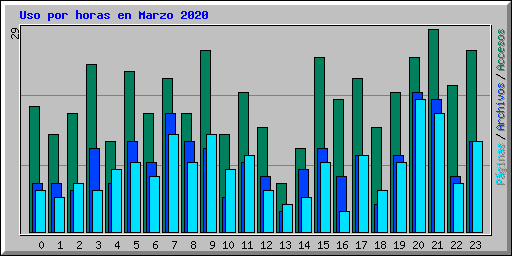 Uso por horas en Marzo 2020
29
0 1 2 3 4 5 6 7 8 9 10 11 12 13 14 15 16 17 18 19 20 21 22 23
Páginas / Archivos / Accesos